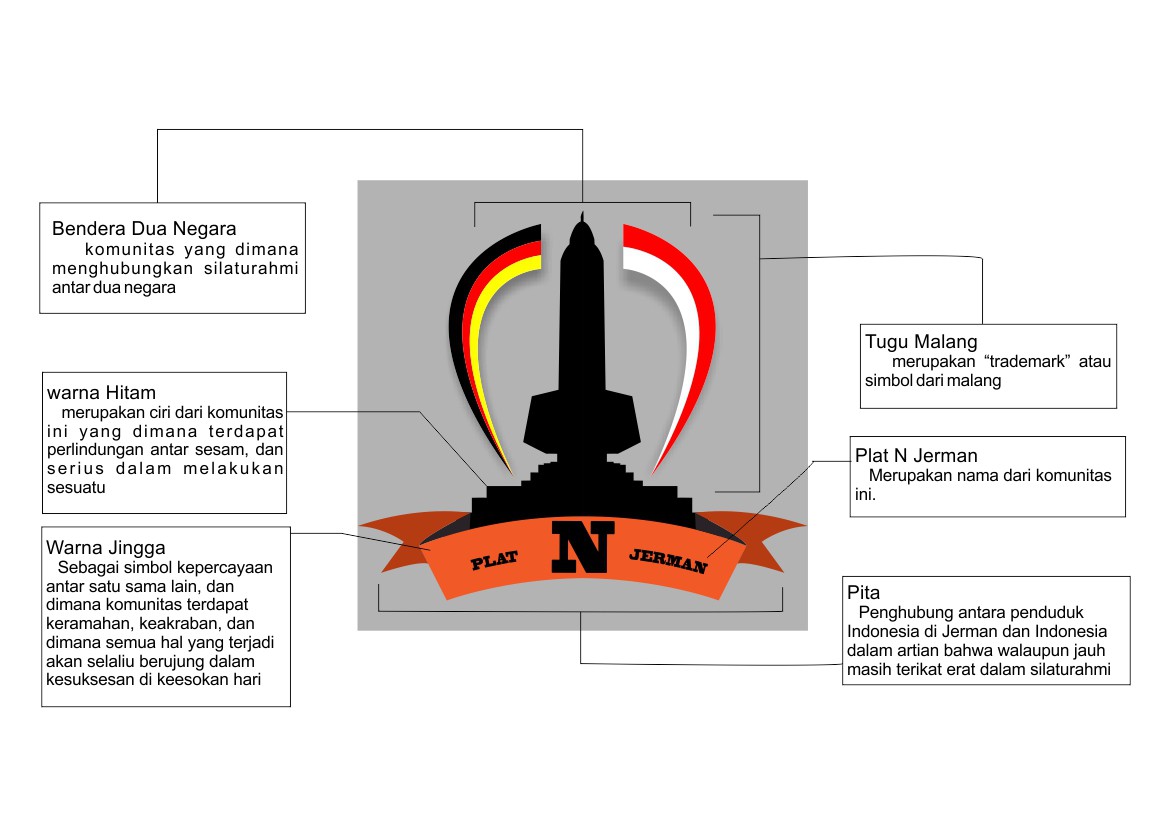 Bendera Dua Negara
komunitas yang dimana
menghubungkan silaturahmi
antar dua negara
warna Hitam
merupakan ciri dari komunitas
ini yang dimana terdapat
perlindungan antar sesam, dan
serius dalam melakukan
sesuatu
Warna Jingga
Sebagai simbol kepercayaan
antar satu sama lain, dan
dimana komunitas terdapat
keramahan, keakraban, dan
dimana semua hal yang terjadi
akan selaliu berujung dalam
kesuksesan di keesokan hari
PLAT N JERMAN
Tugu Malang
merupakan “trademark” atau
simbol dari malang
Plat N Jerman
Merupakan nama dari komunitas
ini.
Pita
Penghubung antara penduduk
Indonesia di Jerman dan Indonesia
dalam artian bahwa walaupun jauh
masih terikat erat dalam silaturahmi